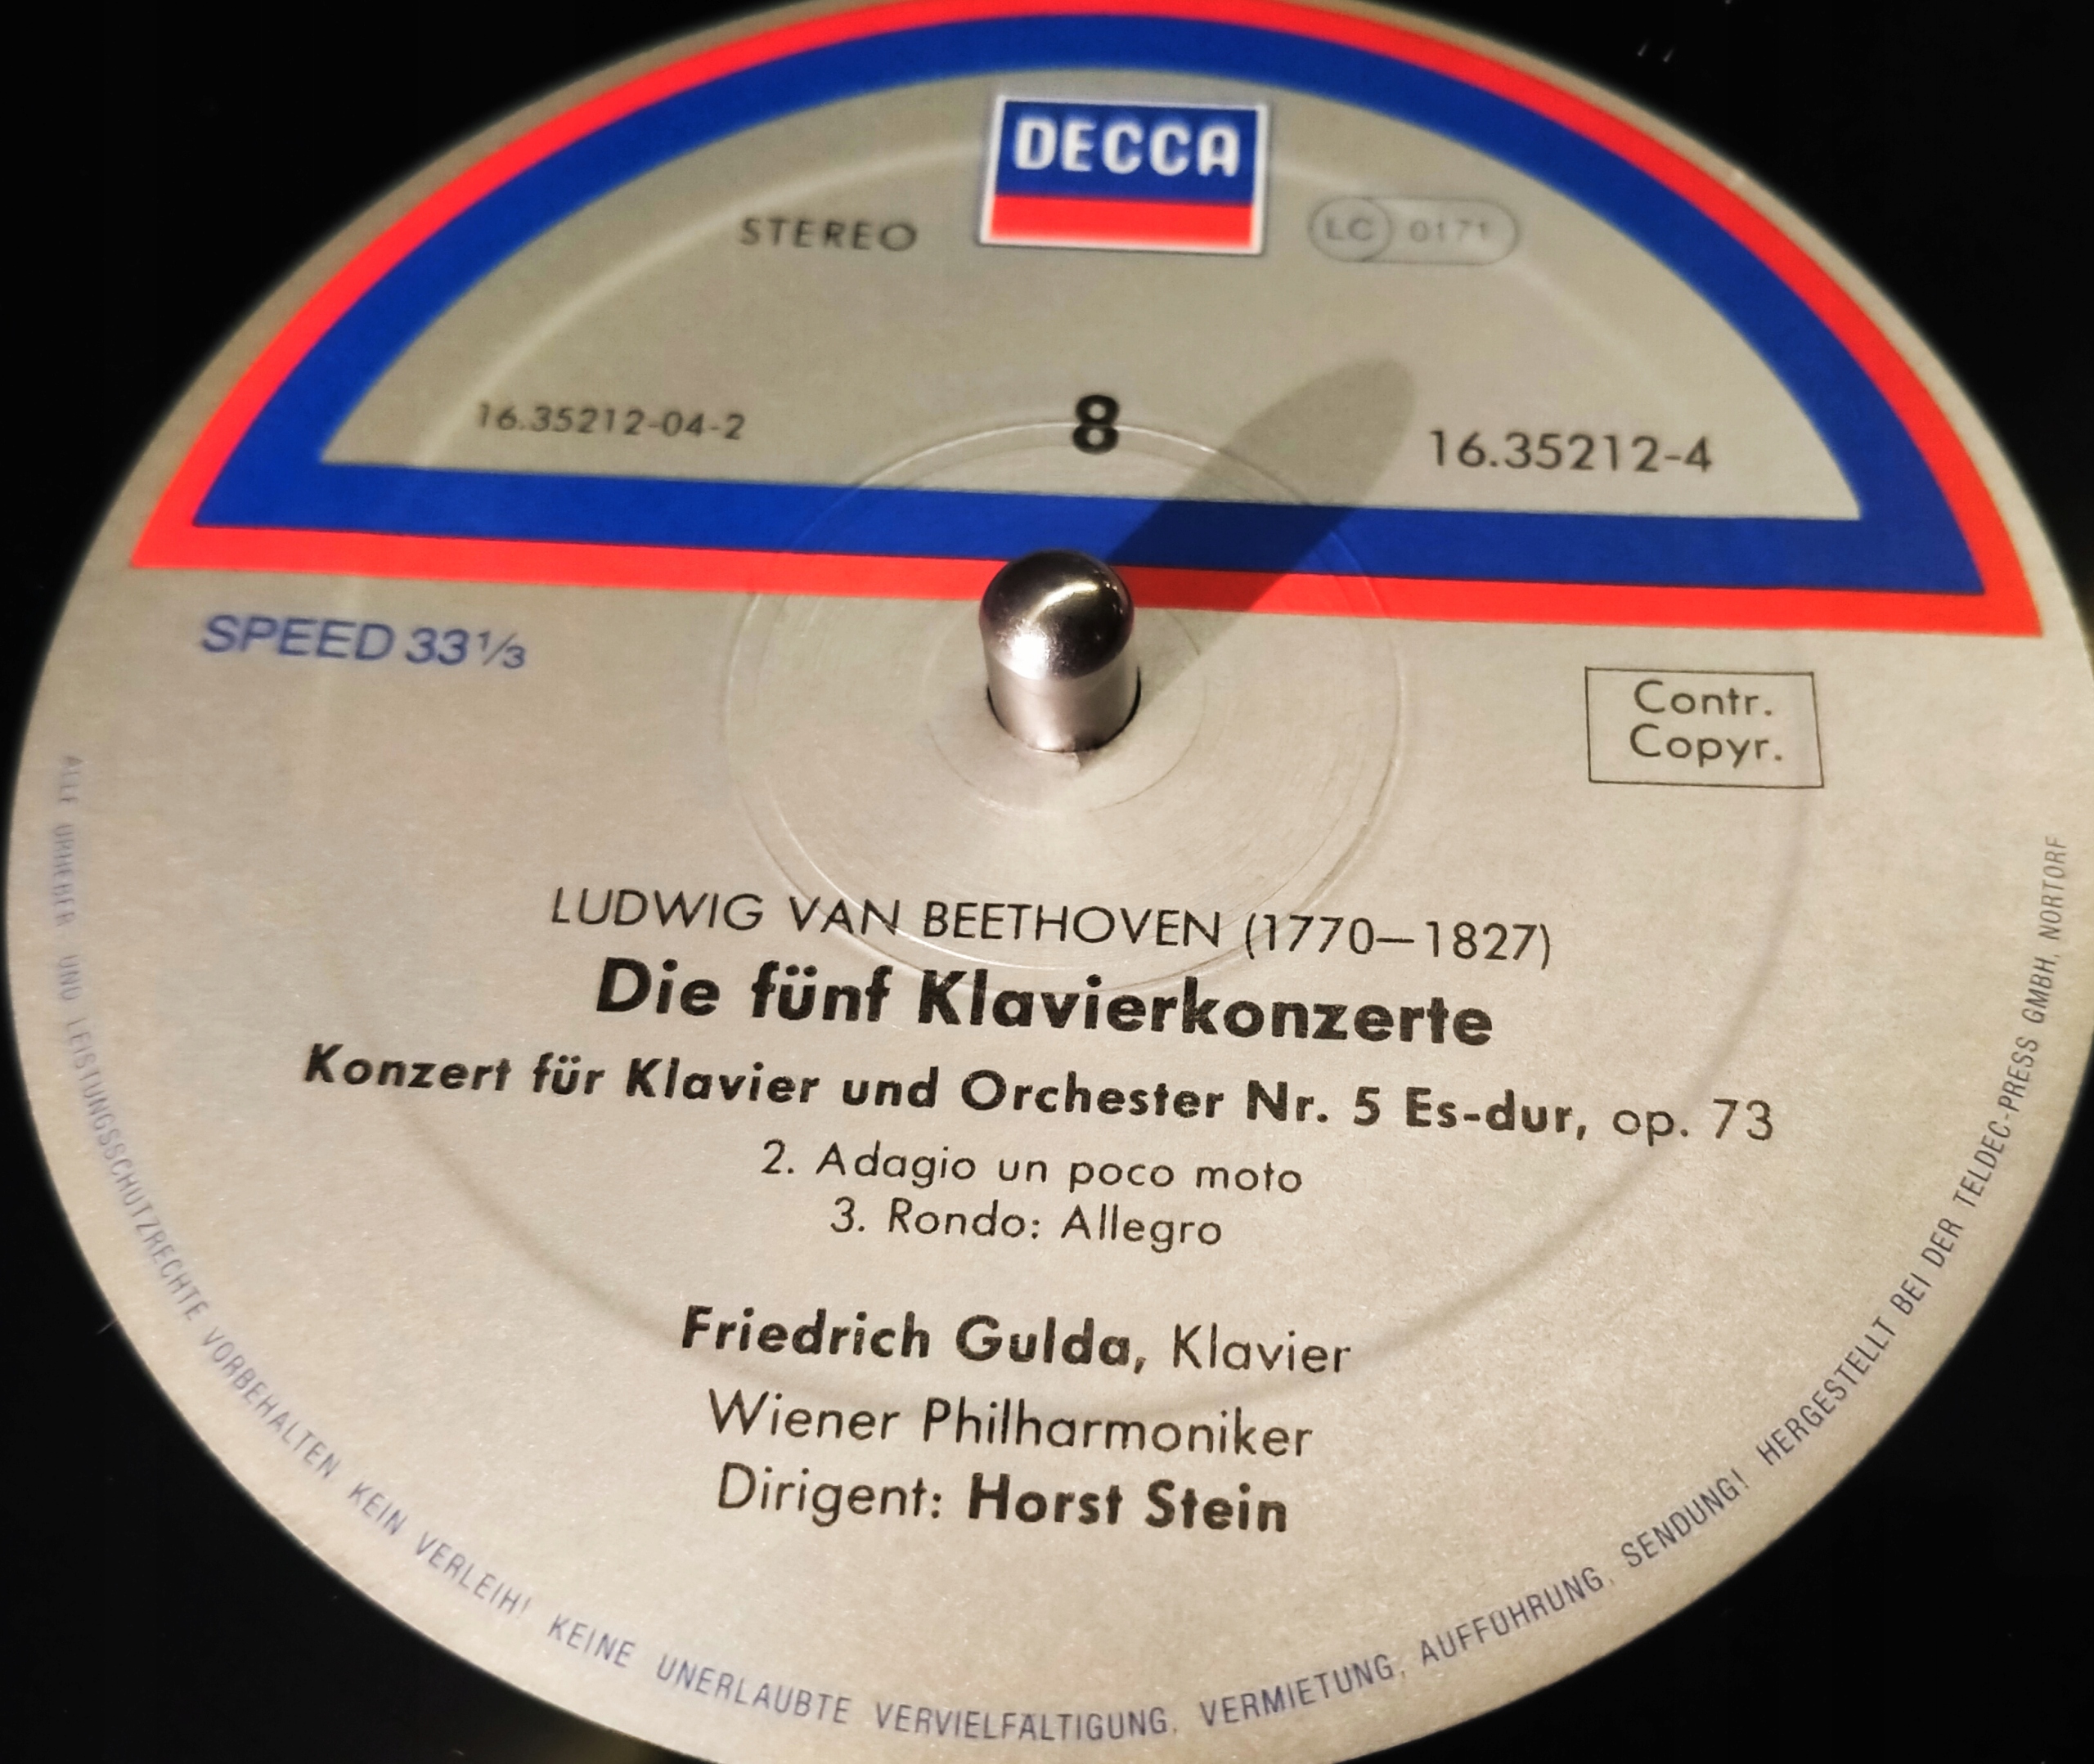 DECCA
STEREO
LC 0171
8
16.35212-04-2
16.35212-4
SPEED 33⅓
Contr.
Copyr.
LUDWIG VAN BEETHOVEN (1770–1827)
Die fünf Klavierkonzerte
Konzert für Klavier und Orchester Nr. 5 Es-dur, op. 73
2. Adagio un poco moto
3. Rondo: Allegro
Friedrich Gulda, Klavier
Wiener Philharmoniker
Dirigent: Horst Stein
ALLE URHEBER UND LEISTUNGSSCHUTZRECHTE VORBEHALTEN KEIN VERLEIH! KEINE UNERLAUBTE VERVIELFÄLTIGUNG, VERMIETUNG, AUFFÜHRUNG, SENDUNG! HERGESTELLT BEI DER TELDEC-PRESS GMBH, NORTORF